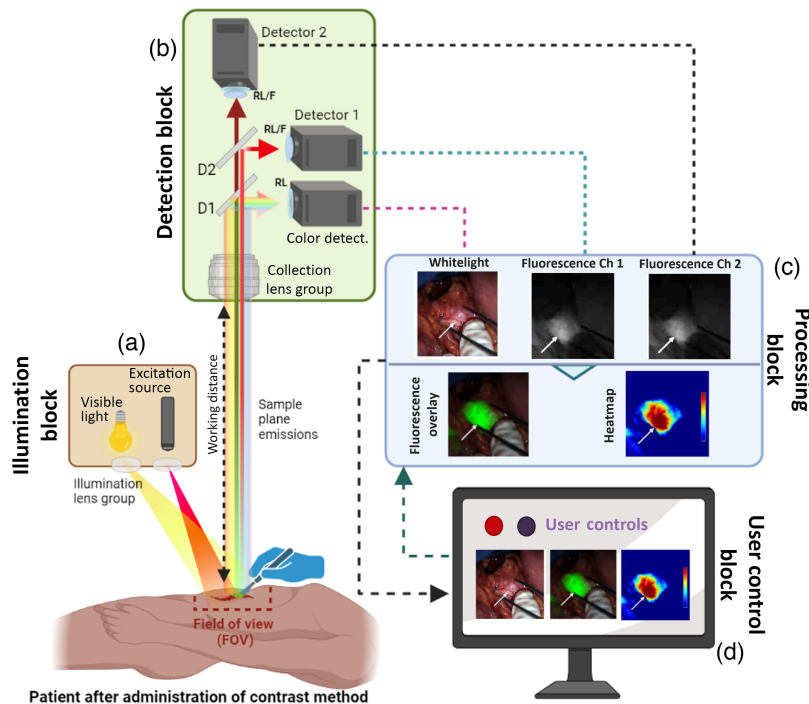 (b)
Detector 2
Detection block
RL/F
Detector 1
RL/F
D2
RL
D1
Color detect.
Collection
lens group
(a)
Illumination
block
Excitation
source
Visible
light
Illumination
lens group
Working distance
Sample
plane
emissions
Field of view
(FOV)
Patient after administration of contrast method
(c)
Processing
block
Whitelight
Fluorescence Ch 1
Fluorescence Ch 2
Fluorescence
overlay
Heatmap
User control
block
(d)
User controls